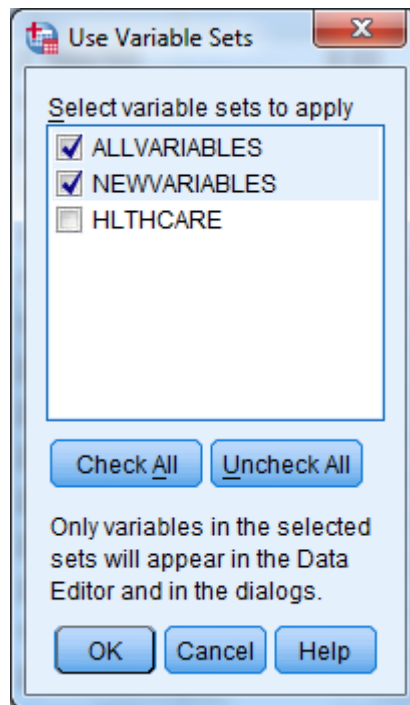 Use Variable Sets
Select variable sets to apply
ALLVARIABLES
NEWVARIABLES
HLTHCARE
Check All
Uncheck All
Only variables in the selected
sets will appear in the Data
Editor and in the dialogs.
OK
Cancel
Help